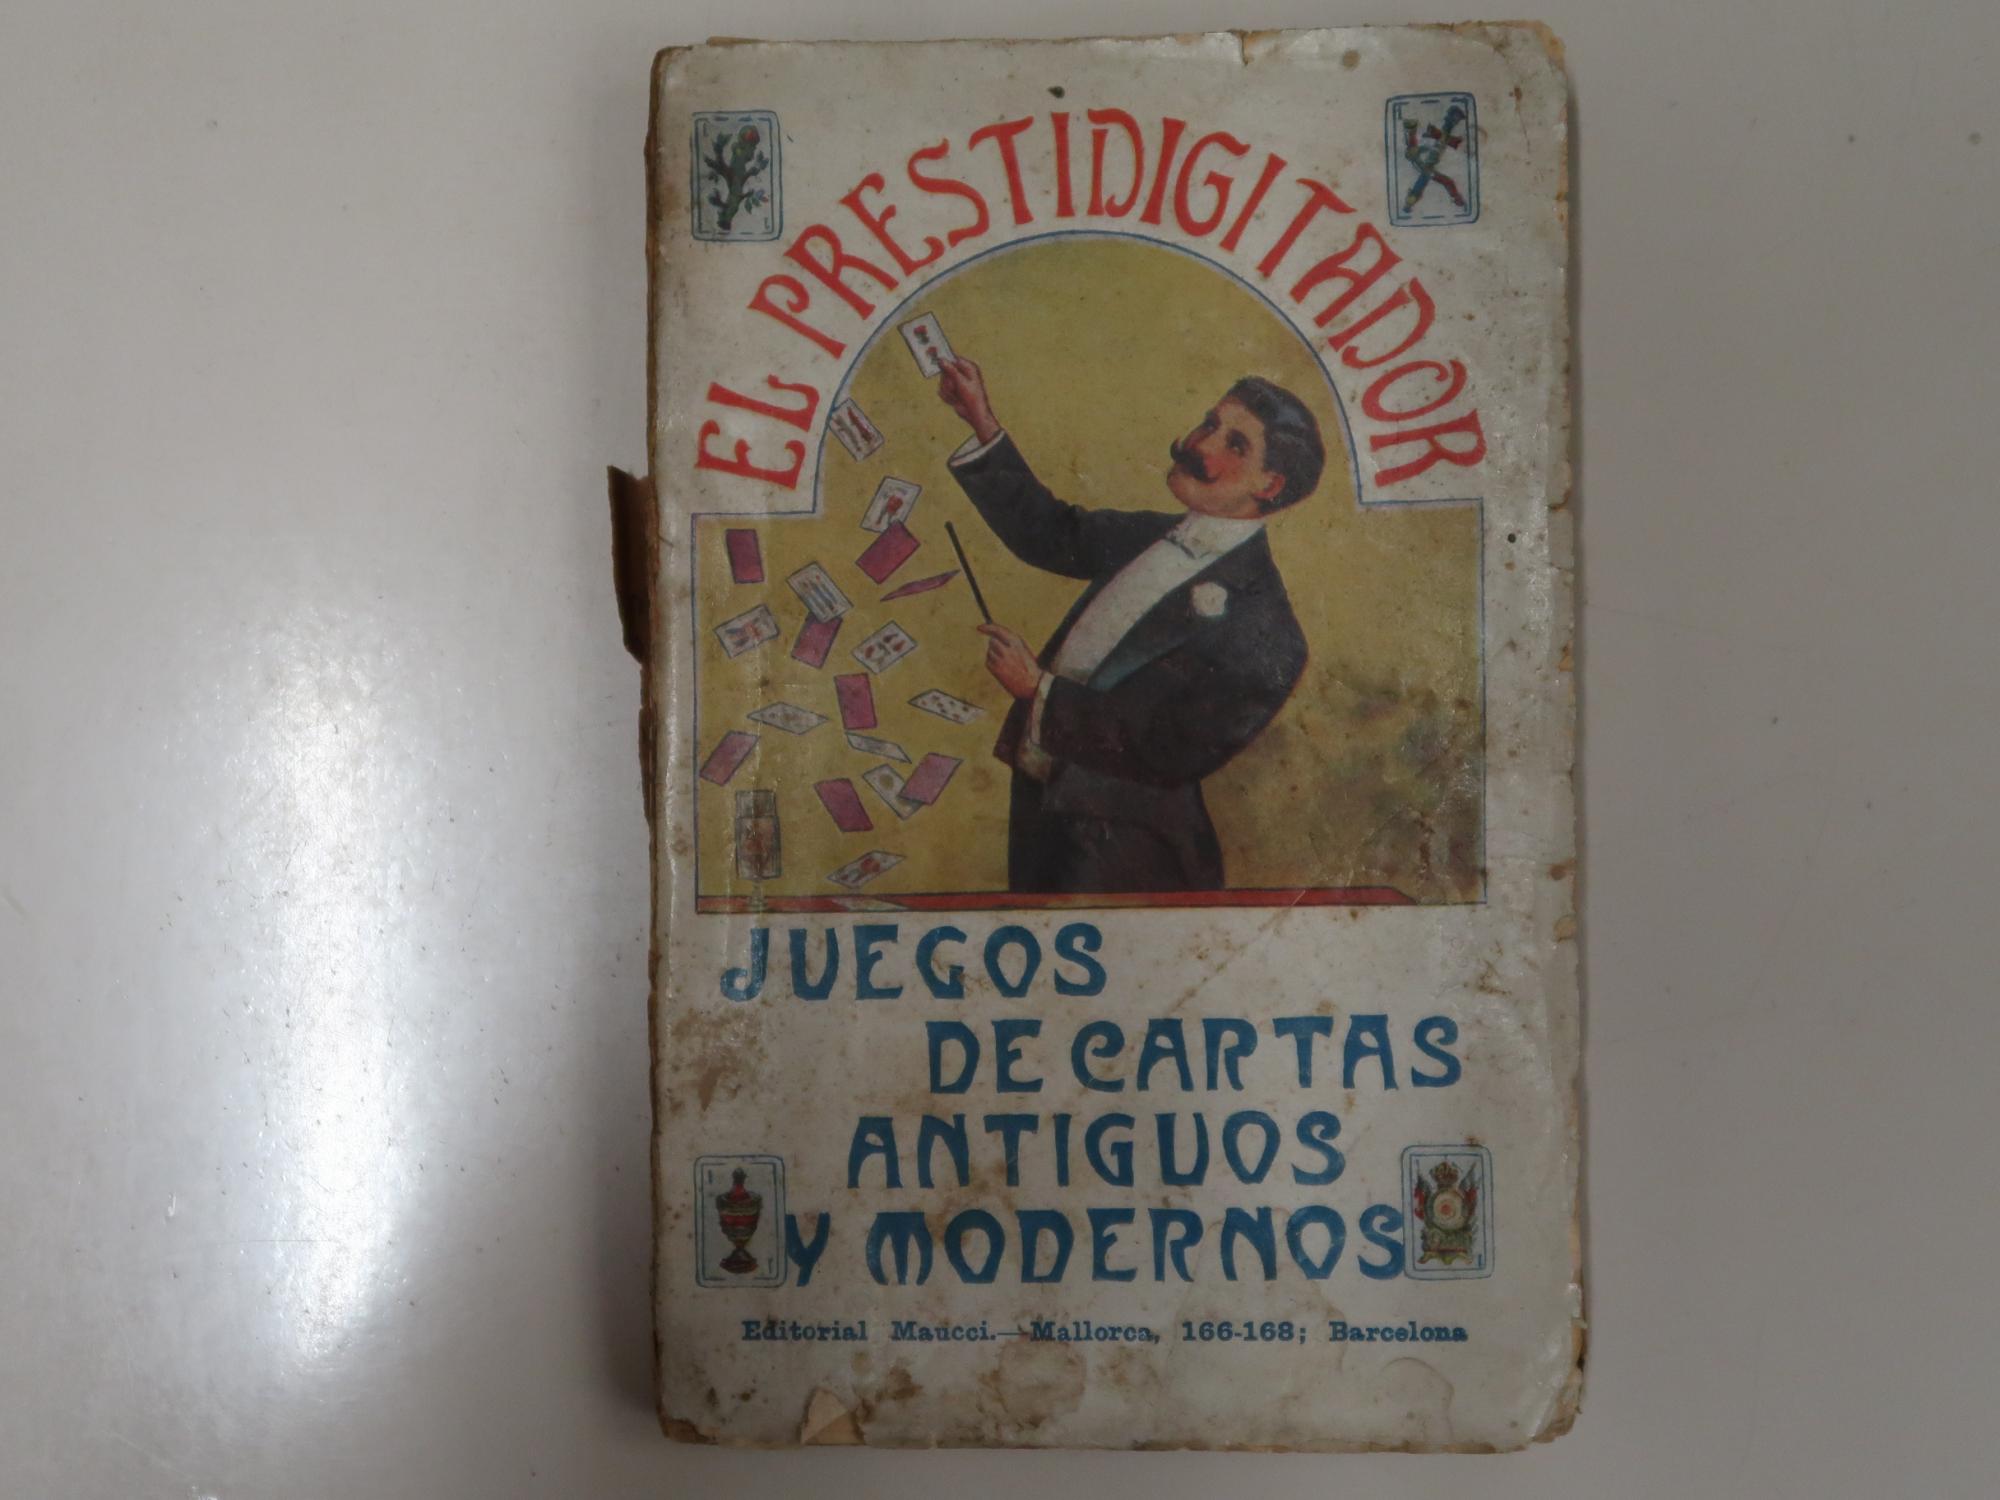 EL PRESTIDIGITADOR
JUEGOS
DE CARTAS
ANTIGUOS
Y MODERNOS
Editorial Maucci.—Mallorca, 166-168; Barcelona